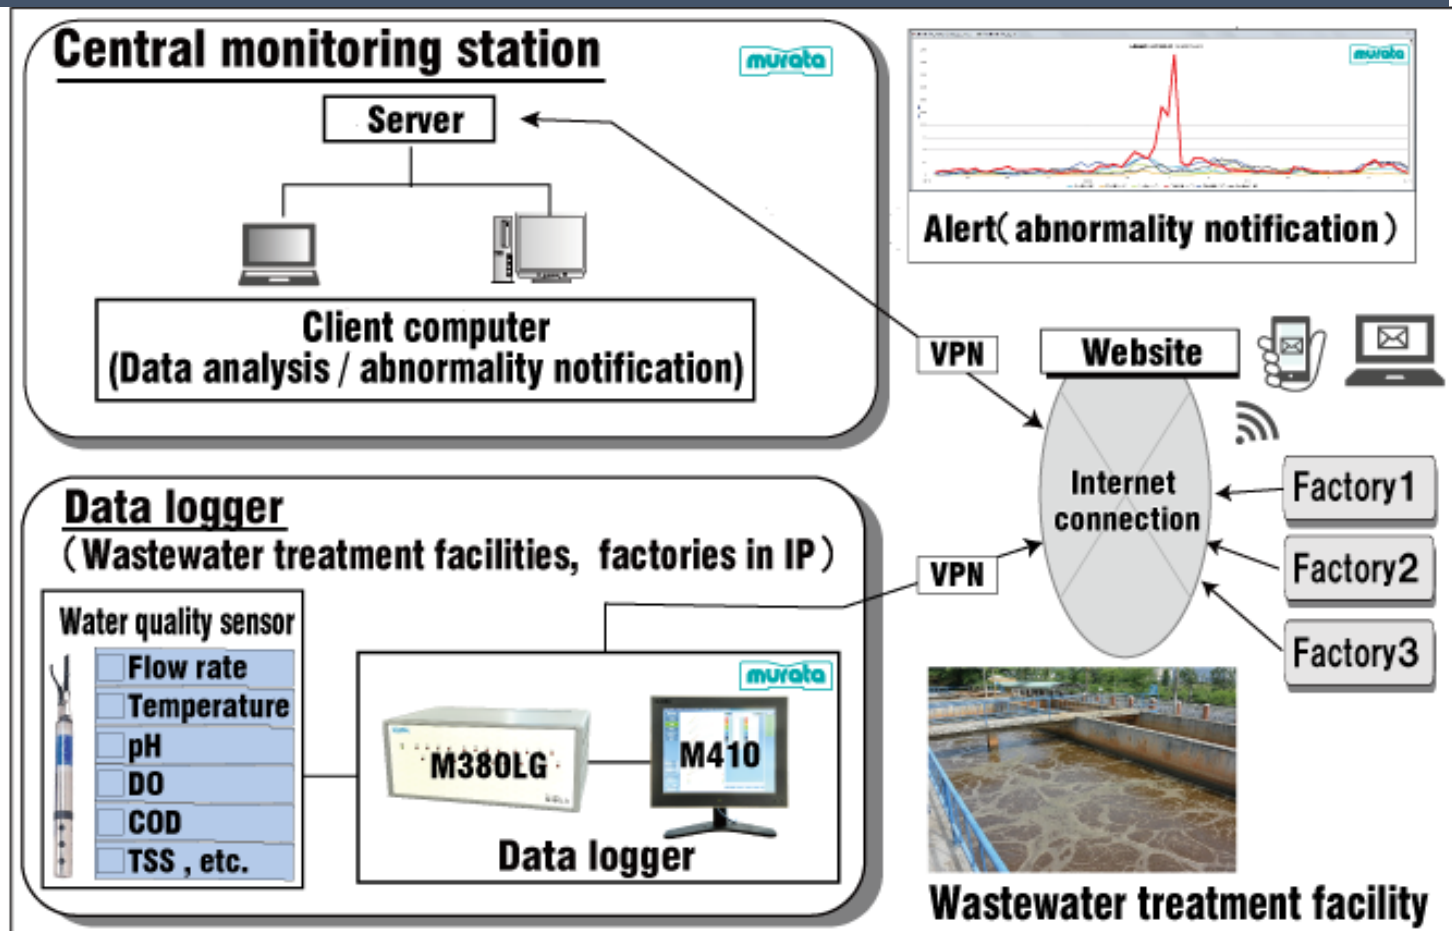 Central monitoring station
murata
Server
Client computer
(Data analysis / abnormality notification)
murata
Alert(abnormality notification)
VPN
Website
Internet
connection
Factory1
Factory2
Factory3
Data logger
(Wastewater treatment facilities, factories in IP)
VPN
Water quality sensor
Flow rate
Temperature
pH
DO
COD
TSS , etc.
murata
M380LG
M410
Data logger
Wastewater treatment facility